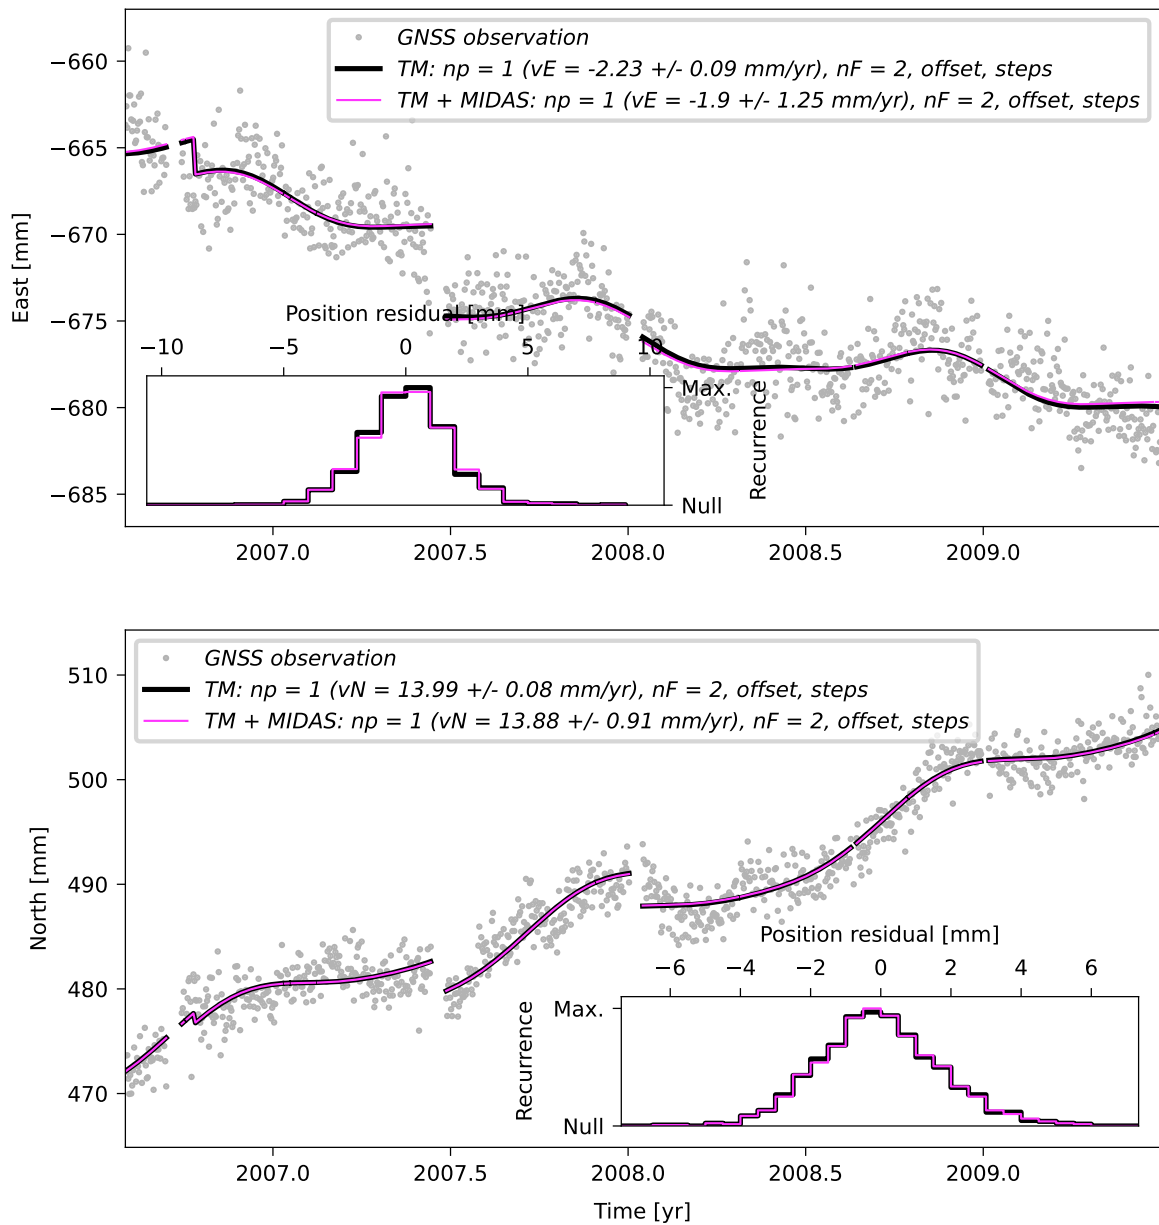 GNSS observation
TM: np = 1 (vE = -2.23 +/- 0.09 mm/yr), nF = 2, offset, steps
TM + MIDAS: np = 1 (vE = -1.9 +/- 1.25 mm/yr), nF = 2, offset, steps
East [mm]
−660
−665
−670
−675
−680
−685
Position residual [mm]
−10 −5 0 5 10
Max.
Null
Recurrence
2007.0 2007.5 2008.0 2008.5 2009.0
GNSS observation
TM: np = 1 (vN = 13.99 +/- 0.08 mm/yr), nF = 2, offset, steps
TM + MIDAS: np = 1 (vN = 13.88 +/- 0.91 mm/yr), nF = 2, offset, steps
North [mm]
510
500
490
480
470
Position residual [mm]
−6 −4 −2 0 2 4 6
Max.
Null
Recurrence
2007.0 2007.5 2008.0 2008.5 2009.0
Time [yr]